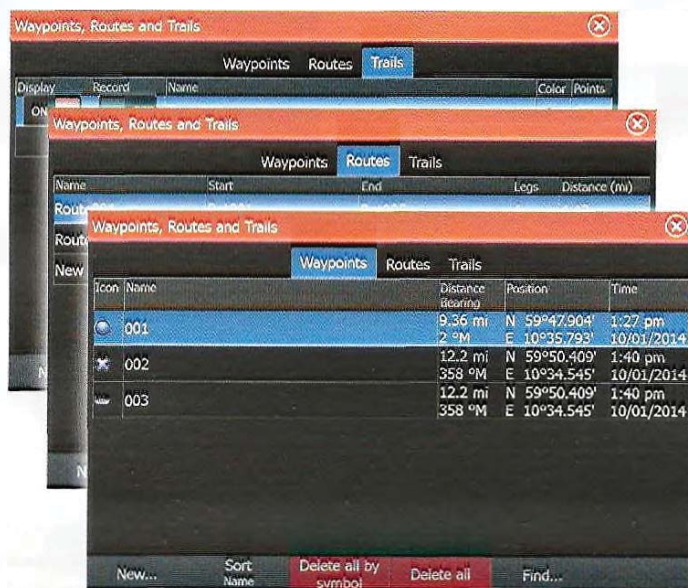 Waypoints, Routes and Trails
Waypoints Routes Trails
Display Record Name Color Points
ON
Waypoints, Routes and Trails
Waypoints Routes Trails
Name Start End Legs Distance (mi)
Route
Route
New
N
N
Waypoints, Routes and Trails
Waypoints Routes Trails
Icon Name Distance Bearing Position Time
001 9.36 mi N 59°47.904' 1:27 pm
2 °M E 10°35.793' 10/01/2014
002 12.2 mi N 59°50.409' 1:40 pm
358 °M E 10°34.545' 10/01/2014
003 12.2 mi N 59°50.409' 1:40 pm
358 °M E 10°34.545' 10/01/2014
New... Sort Name Delete all by symbol Delete all Find...